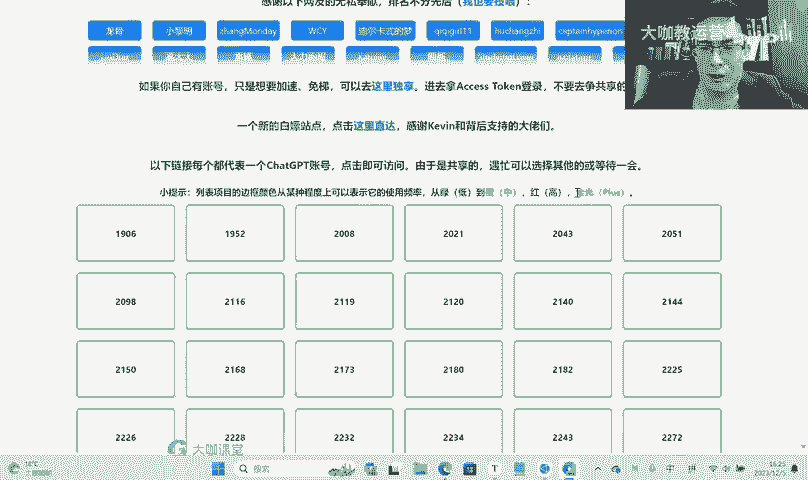 感谢以下网友的无私奉献，排名不分先后（我也要投喂）：
龙骨 小黎明 zhangMonday WCY 迪尔卡式的梦 qiqigirl11 liuchangzhi captainhyperion
如果你自己有账号，只是想要加速、免梯，可以去这里独享。进去拿Access Token登录，不要去争共享的
一个新的白嫖站点，点击这里直达，感谢Kevin和背后支持的大佬们。
以下链接每个都代表一个ChatGPT账号，点击即可访问，由于是共享的，遇忙可以选择其他的或等待一会。
小提示：列表项目的边框颜色从某种程度上可以表示它的使用频率，从绿（低）到黄（中），红（高），金光（Plus）。
1906 1952 2008 2021 2043 2051
2098 2116 2119 2120 2140 2144
2150 2168 2173 2180 2182 2225
2226 2228 2232 2234 2243 2272
大咖教运营 bilibili
大咖课堂
搜索
中 拼